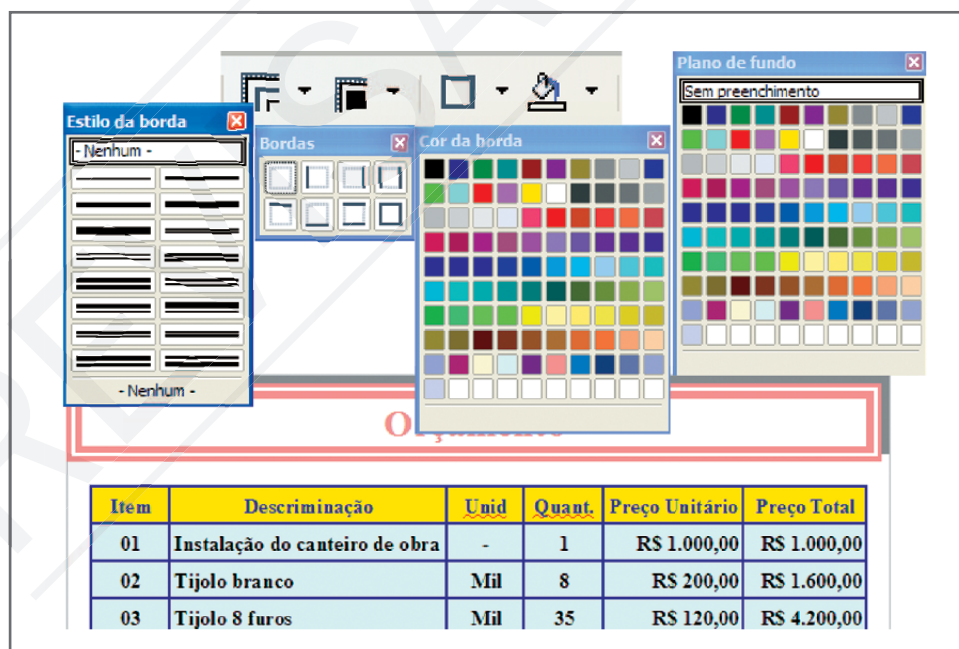 Plano de fundo
Sem preenchimento
Estilo da borda
- Nenhum -
Bordas
Cor da borda
- Nenhum -
Orçamento
Item Descriminação Unid Quant. Preço Unitário Preço Total
01 Instalação do canteiro de obra - 1 R$ 1.000,00 R$ 1.000,00
02 Tijolo branco Mil 8 R$ 200,00 R$ 1.600,00
03 Tijolo 8 furos Mil 35 R$ 120,00 R$ 4.200,00